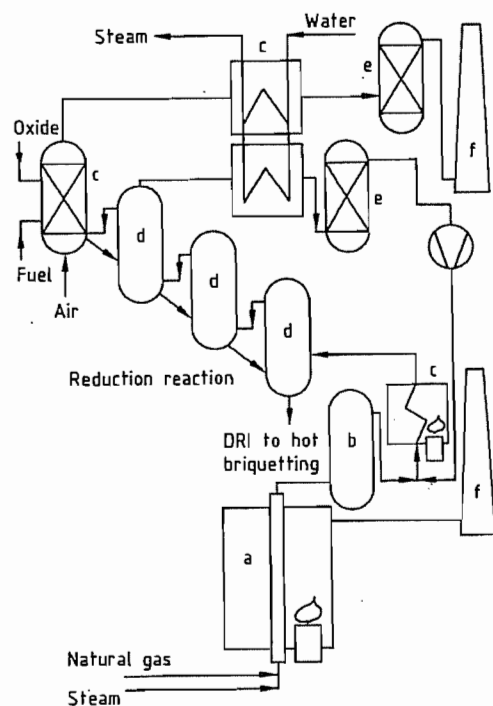 Water
Steam
c
e
Oxide
f
c
e
d
Fuel
Air
d
d
Reduction reaction
c
DRI to hot
briquetting
b
f
a
Natural gas
Steam